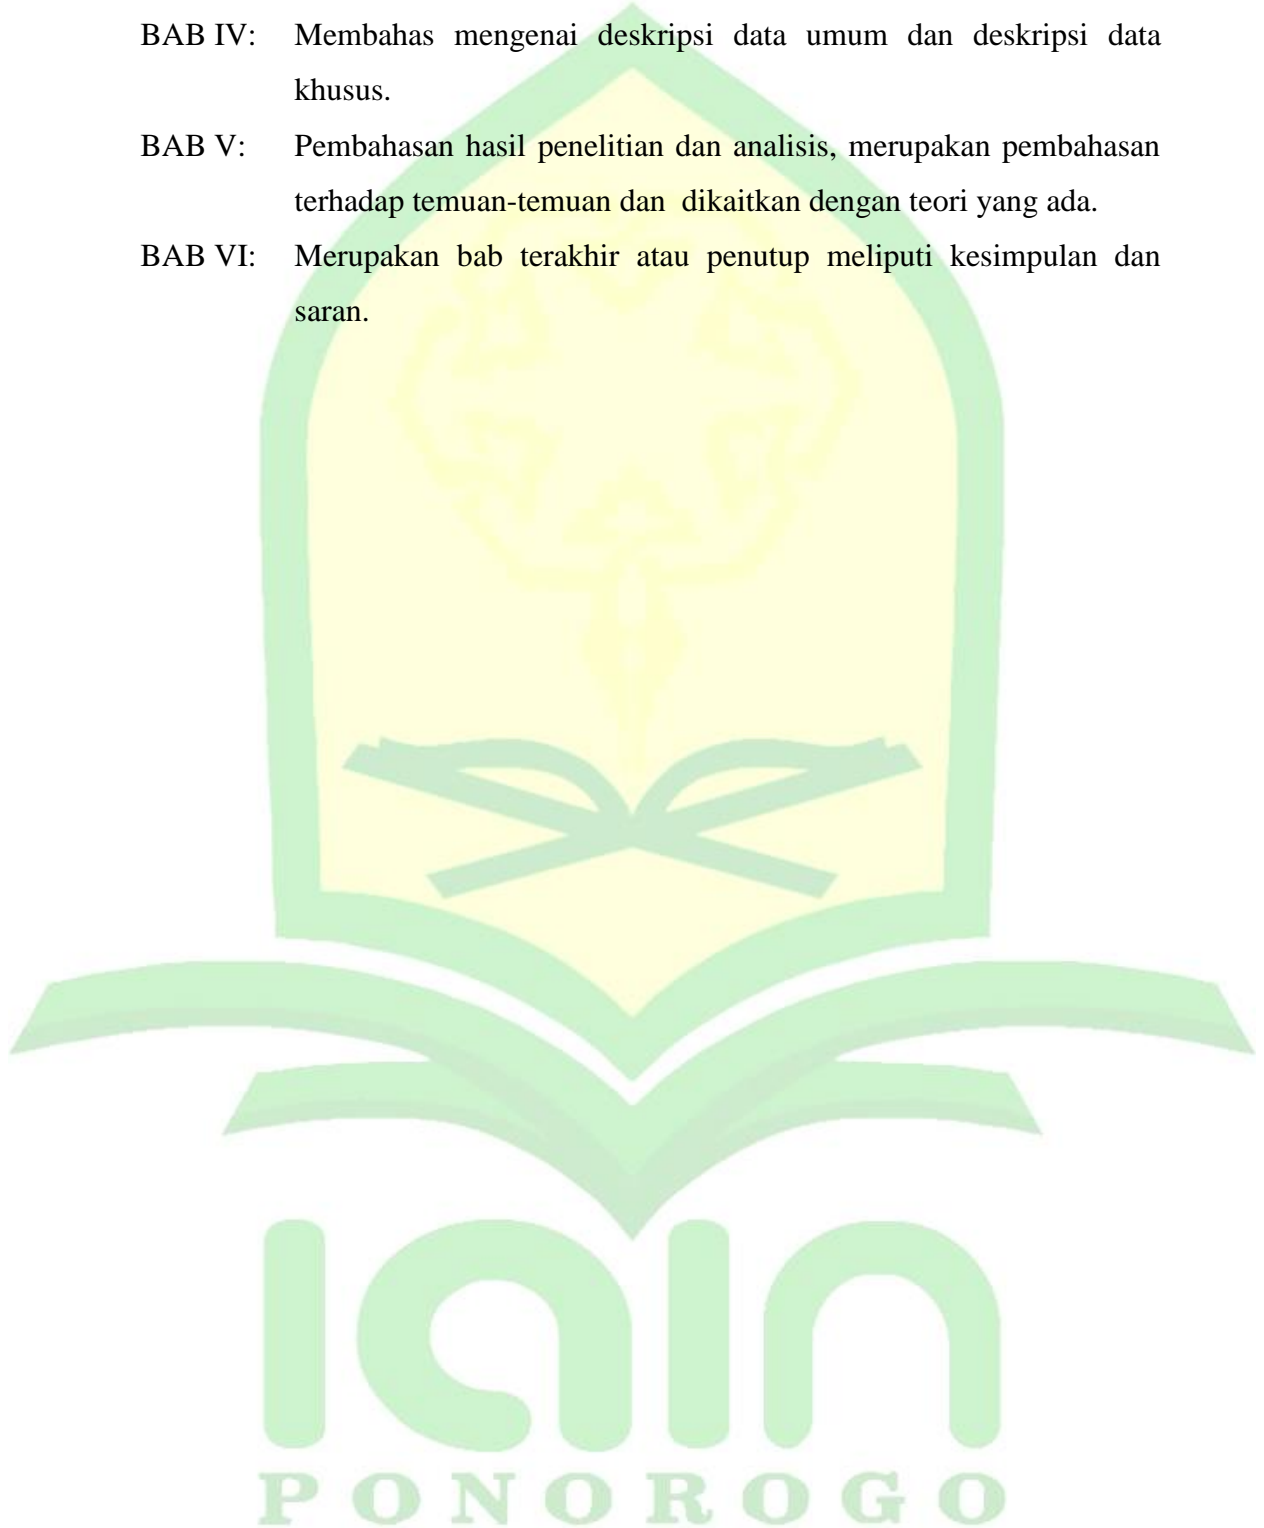 BAB IV: Membahas mengenai deskripsi data umum dan deskripsi data
khusus.
BAB V: Pembahasan hasil penelitian dan analisis, merupakan pembahasan
terhadap temuan-temuan dan dikaitkan dengan teori yang ada.
BAB VI: Merupakan bab terakhir atau penutup meliputi kesimpulan dan
saran.
iain
PONOROGO